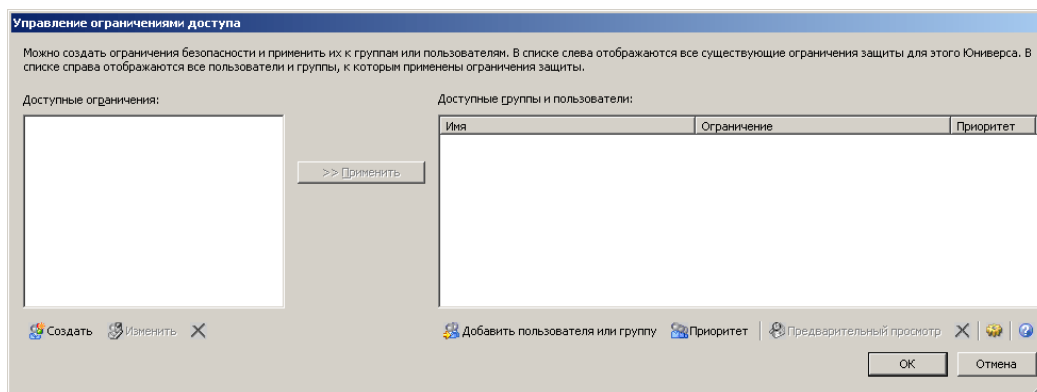 Управление ограничениями доступа
Можно создать ограничения безопасности и применить их к группам или пользователям. В списке слева отображаются все существующие ограничения защиты для этого Юниверса. В
списке справа отображаются все пользователи и группы, к которым применены ограничения защиты.
Доступные ограничения:
Доступные группы и пользователи:
Имя Ограничение Приоритет
>> Применить
Создать Изменить
Добавить пользователя или группу Приоритет Предварительный просмотр
ОК Отмена